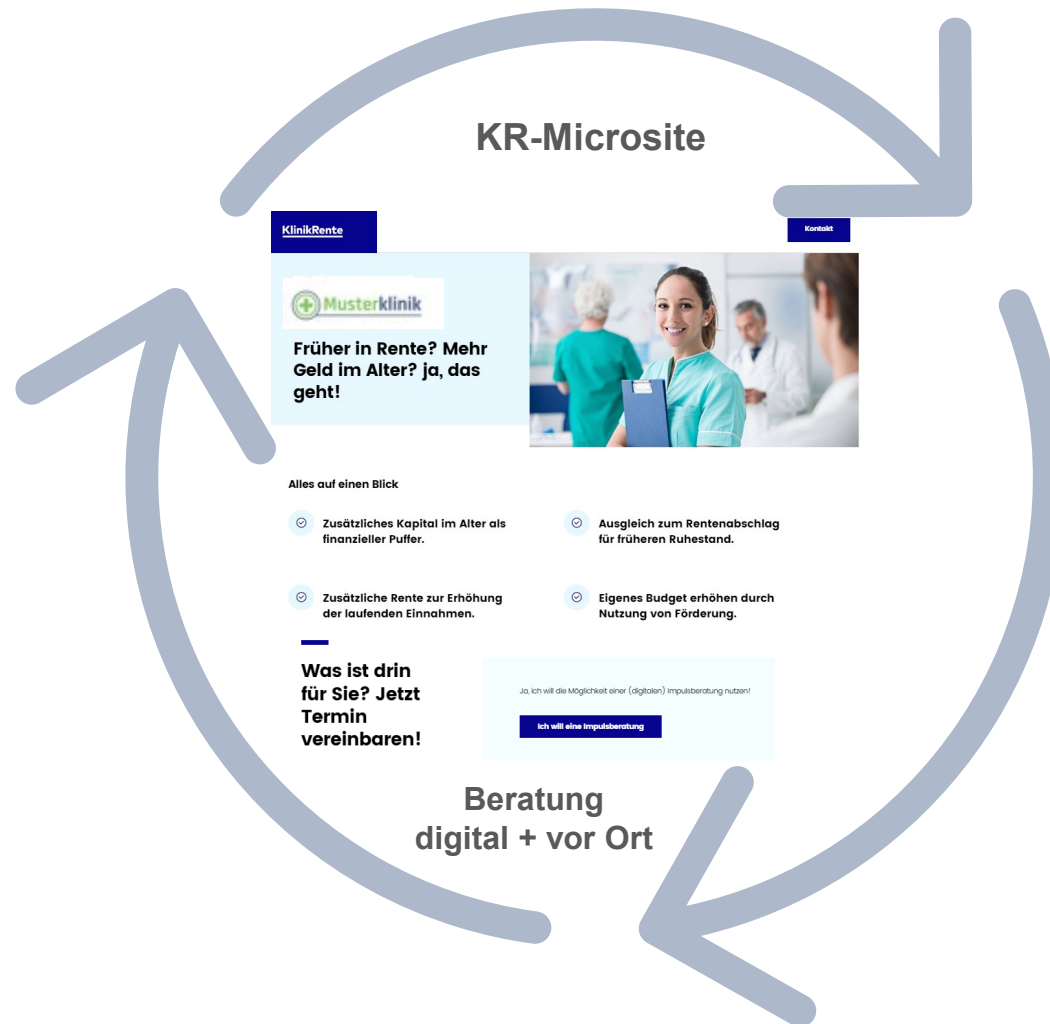 KR-Microsite
KlinikRente
Kontakt
Musterklinik
Früher in Rente? Mehr
Geld im Alter? ja, das
geht!
Alles auf einen Blick
Zusätzliches Kapital im Alter als
finanzieller Puffer.
Ausgleich zum Rentenabschlag
für früheren Ruhestand.
Zusätzliche Rente zur Erhöhung
der laufenden Einnahmen.
Eigenes Budget erhöhen durch
Nutzung von Förderung.
Was ist drin
für Sie? Jetzt
Termin
vereinbaren!
Ja, ich will die Möglichkeit einer (digitalen) Impulsberatung nutzen!
Ich will eine Impulsberatung
Beratung
digital + vor Ort